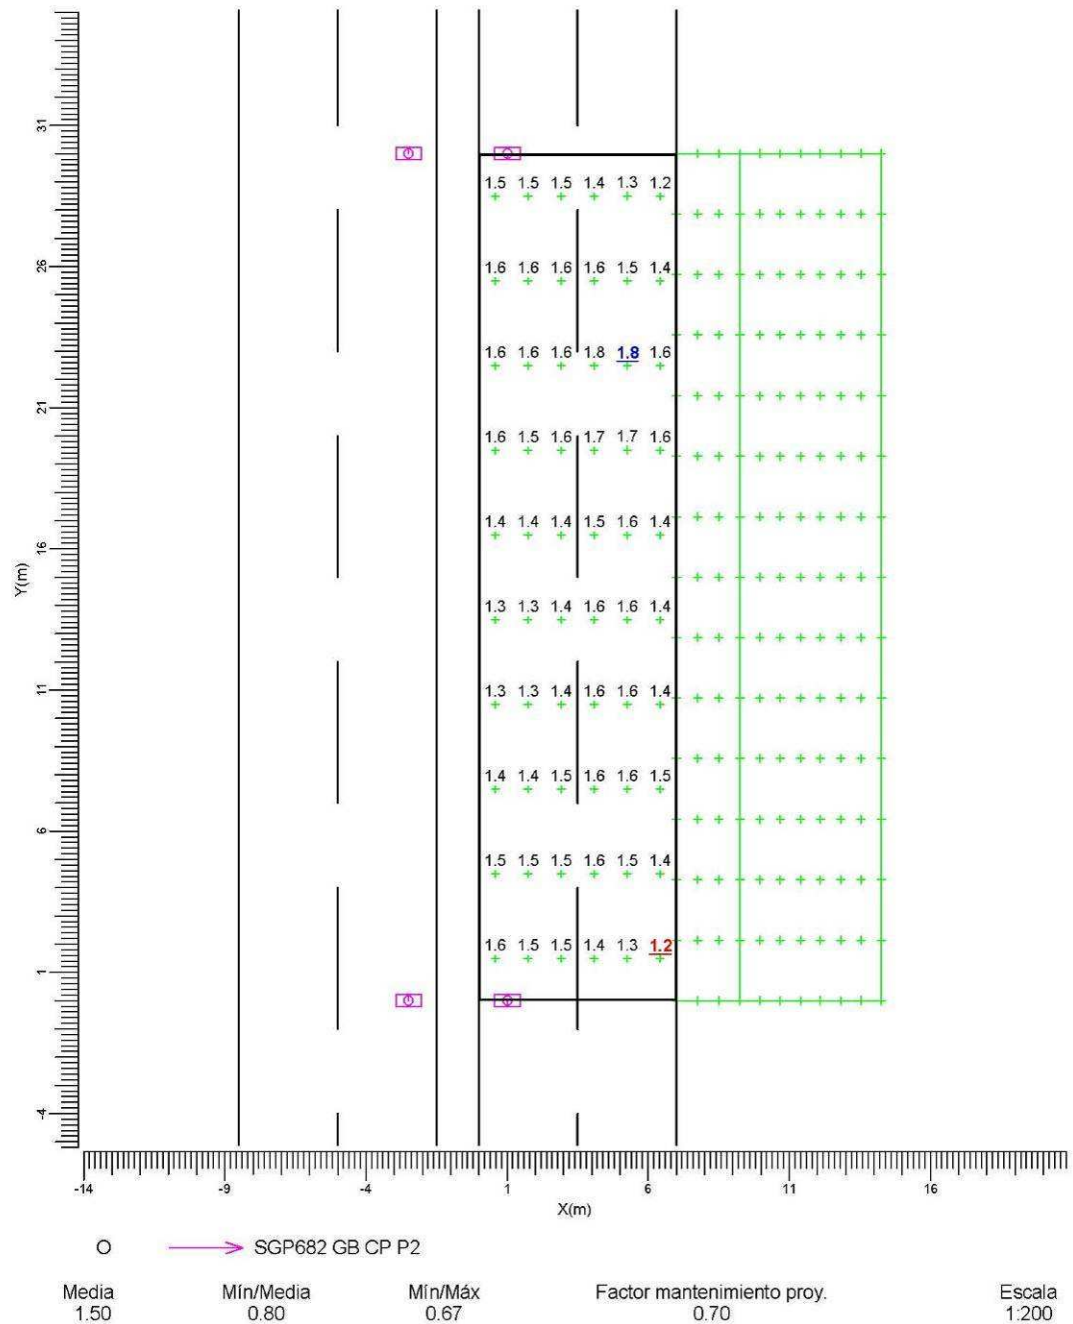 31
1.5 1.5 1.5 1.4 1.3 1.2
26
1.6 1.6 1.6 1.6 1.5 1.4
1.6 1.6 1.6 1.8 1.8 1.6
21
1.6 1.5 1.6 1.7 1.7 1.6
1.4 1.4 1.4 1.5 1.6 1.4
16
Y(m)
1.3 1.3 1.4 1.6 1.6 1.4
11
1.3 1.3 1.4 1.6 1.6 1.4
1.4 1.4 1.5 1.6 1.6 1.5
6
1.5 1.5 1.5 1.6 1.5 1.4
1.6 1.5 1.5 1.4 1.3 1.2
1
-4
-14 -9 -4 1 6 11 16
X(m)
SGP682 GB CP P2
Media Mín/Media Mín/Máx Factor mantenimiento proy. Escala
1.50 0.80 0.67 0.70 1:200